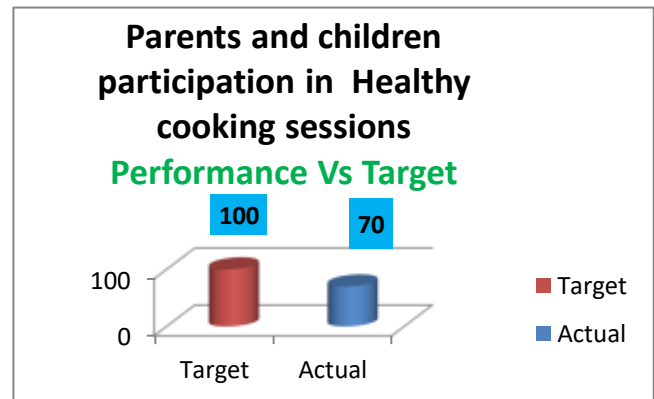 Parents and children
participation in Healthy
cooking sessions
Performance Vs Target
100
70
100
0
Target
Actual
Target
Actual